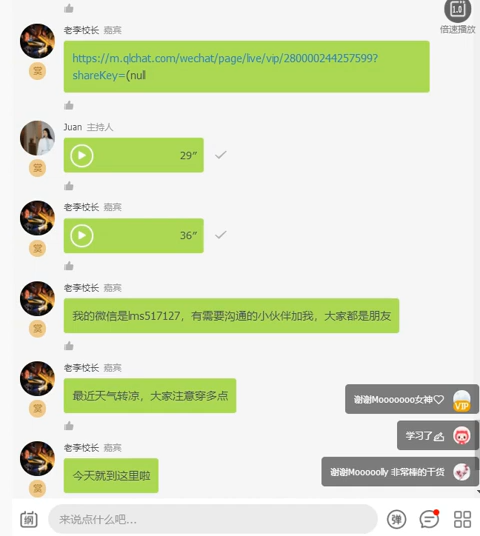 1.0
倍速播放
老李校长 嘉宾
https://m.qlchat.com/wechat/page/live/vip/280000244257599?
shareKey=(null
Juan 主持人
29"
老李校长 嘉宾
36"
老李校长 嘉宾
我的微信是lms517127，有需要沟通的小伙伴加我，大家都是朋友
老李校长 嘉宾
最近天气转凉，大家注意穿多点
谢谢Mooooooo女神♡
VIP
学习了✍
老李校长 嘉宾
谢谢Mooooolly 非常棒的干货
今天就到这里啦
纲
来说点什么吧...
弹